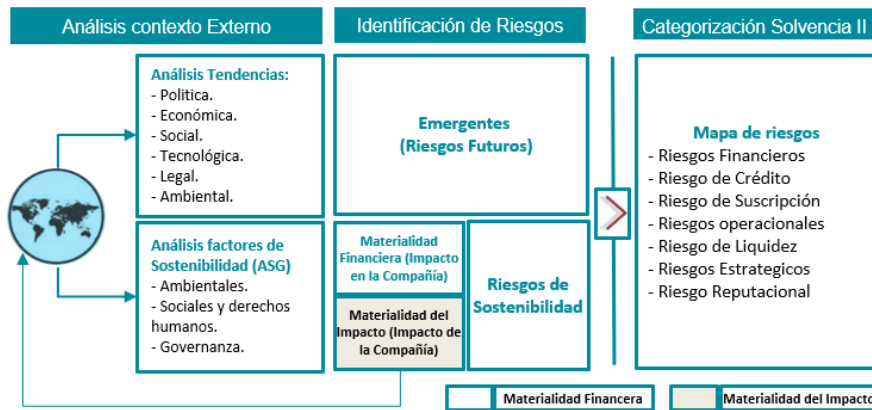 Análisis contexto Externo
Identificación de Riesgos
Categorización Solvencia II
Análisis Tendencias:
- Politica.
- Económica.
- Social.
- Tecnológica.
- Legal.
- Ambiental.
Emergentes
(Riesgos Futuros)
Mapa de riesgos
- Riesgos Financieros
- Riesgo de Crédito
- Riesgo de Suscripción
- Riesgos operacionales
- Riesgo de Liquidez
- Riesgos Estrategicos
- Riesgo Reputacional
Análisis factores de
Sostenibilidad (ASG)
- Ambientales.
- Sociales y derechos
humanos.
- Governanza.
Materialidad
Financiera (Impacto
en la Compañía)
Materialidad del
Impacto (Impacto de
la Compañía)
Riesgos de
Sostenibilidad
Materialidad Financera
Materialidad del Impacto